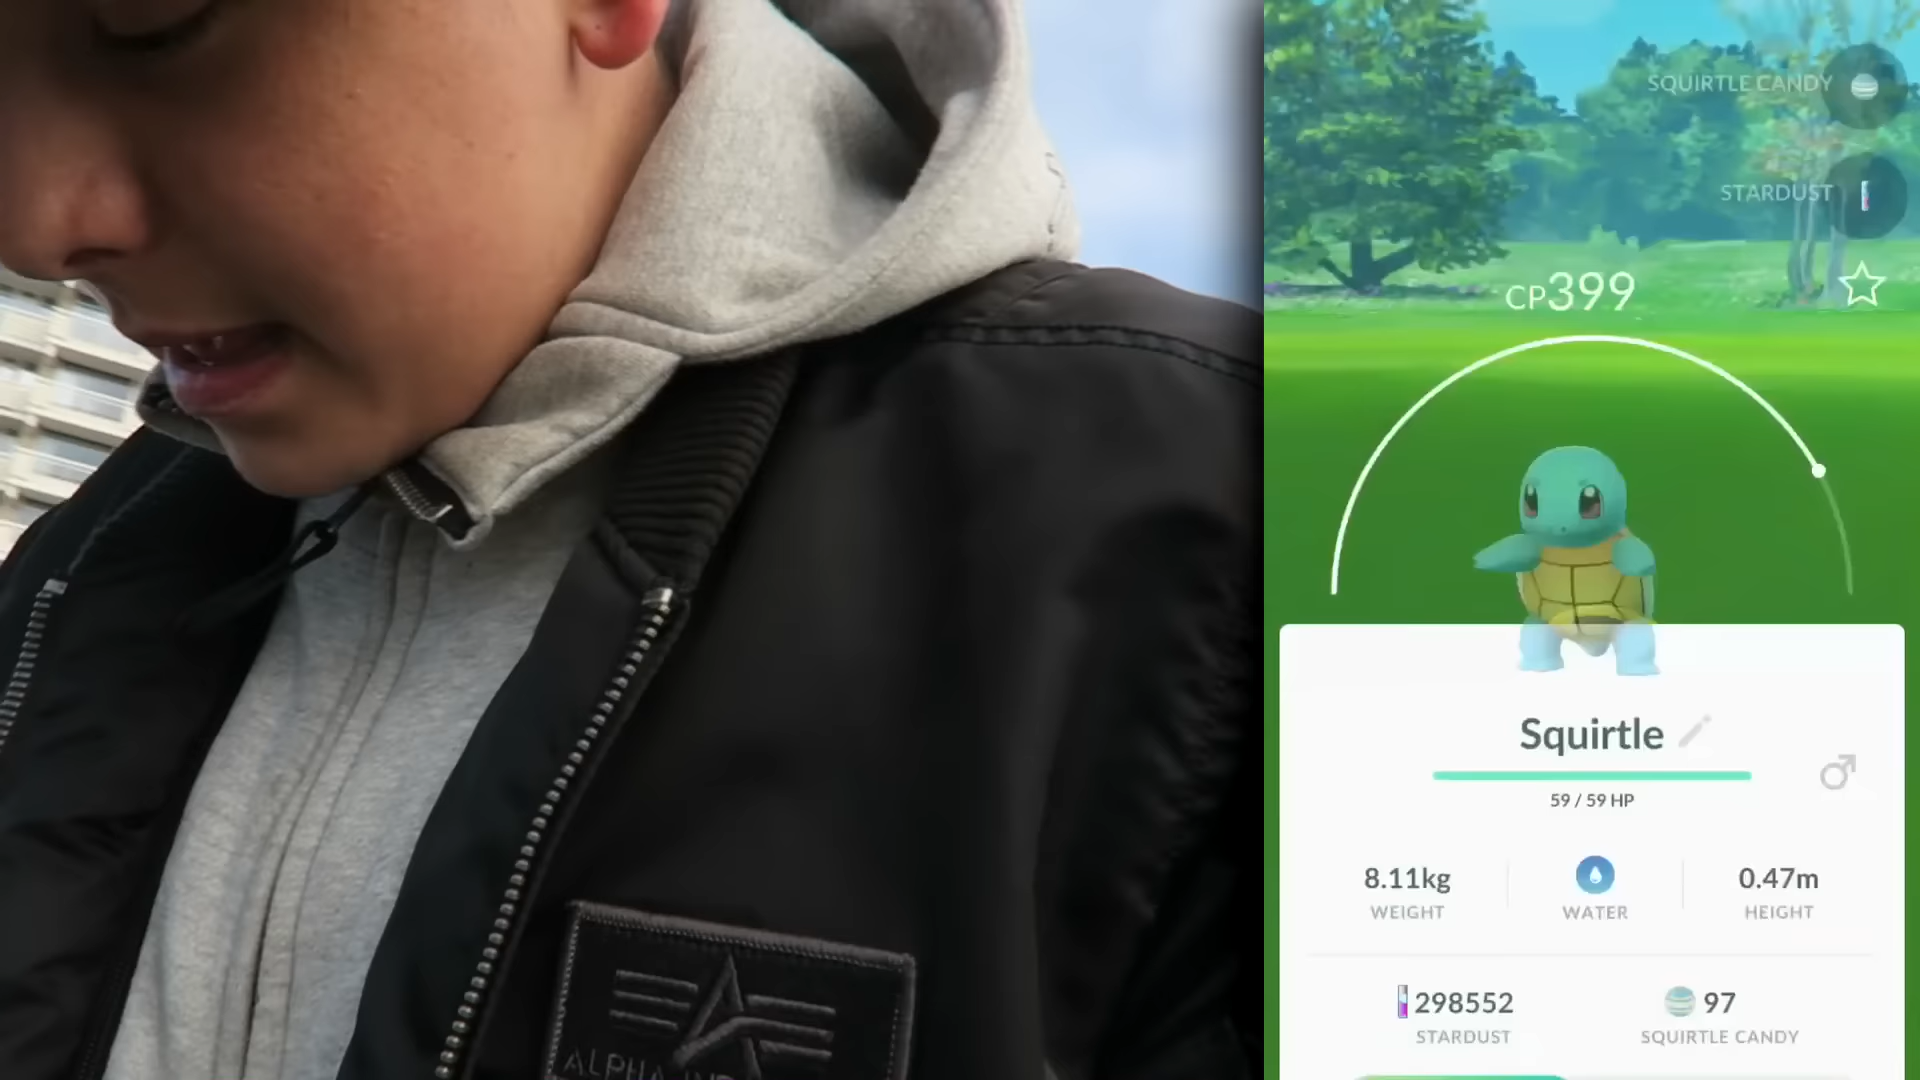 SQUIRTLE CANDY
STARDUST
CP399
Squirtle
59 / 59 HP
8.11kg
WEIGHT
WATER
0.47m
HEIGHT
298552
STARDUST
97
SQUIRTLE CANDY
ALPHA